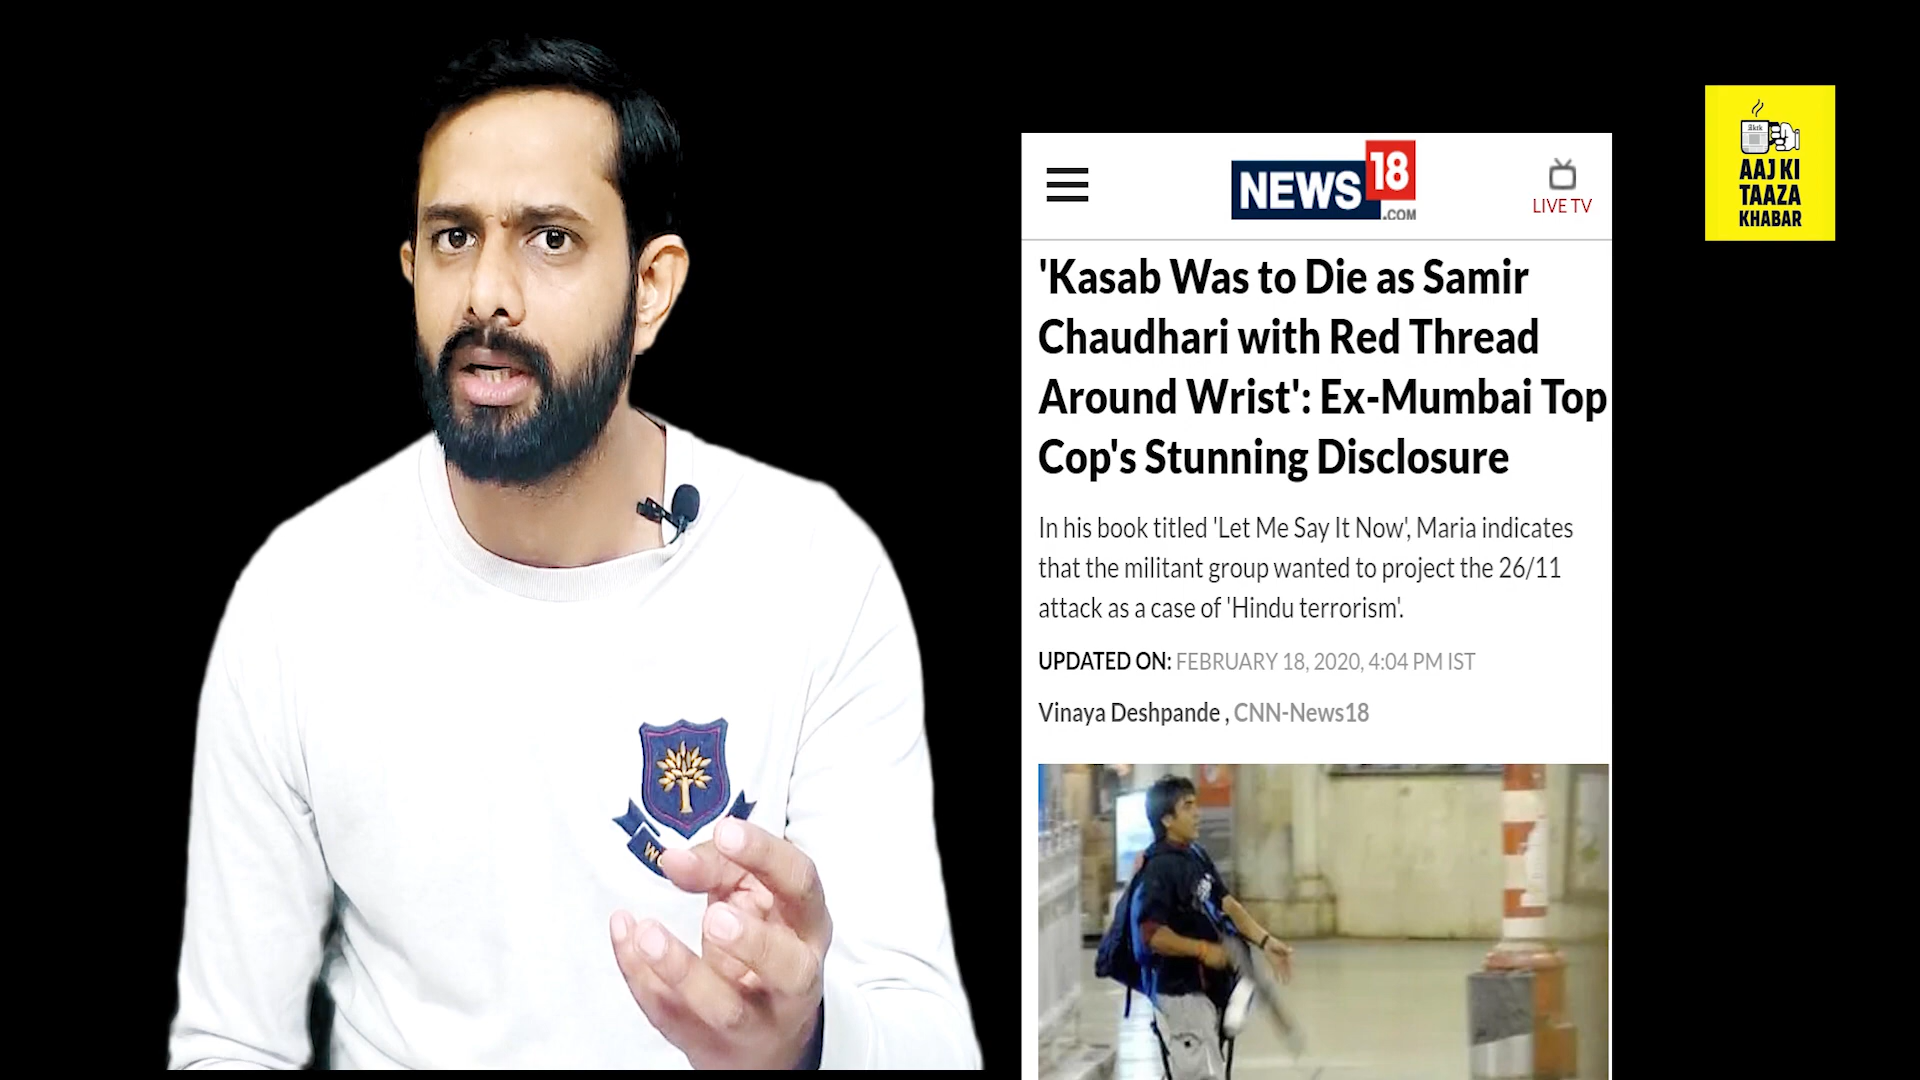 NEWS 18
.COM
LIVE TV
'Kasab Was to Die as Samir
Chaudhari with Red Thread
Around Wrist': Ex-Mumbai Top
Cop's Stunning Disclosure
In his book titled 'Let Me Say It Now', Maria indicates
that the militant group wanted to project the 26/11
attack as a case of 'Hindu terrorism'.
UPDATED ON: FEBRUARY 18, 2020, 4:04 PM IST
Vinaya Deshpande , CNN-News18
AAJ KI
TAAZA
KHABAR